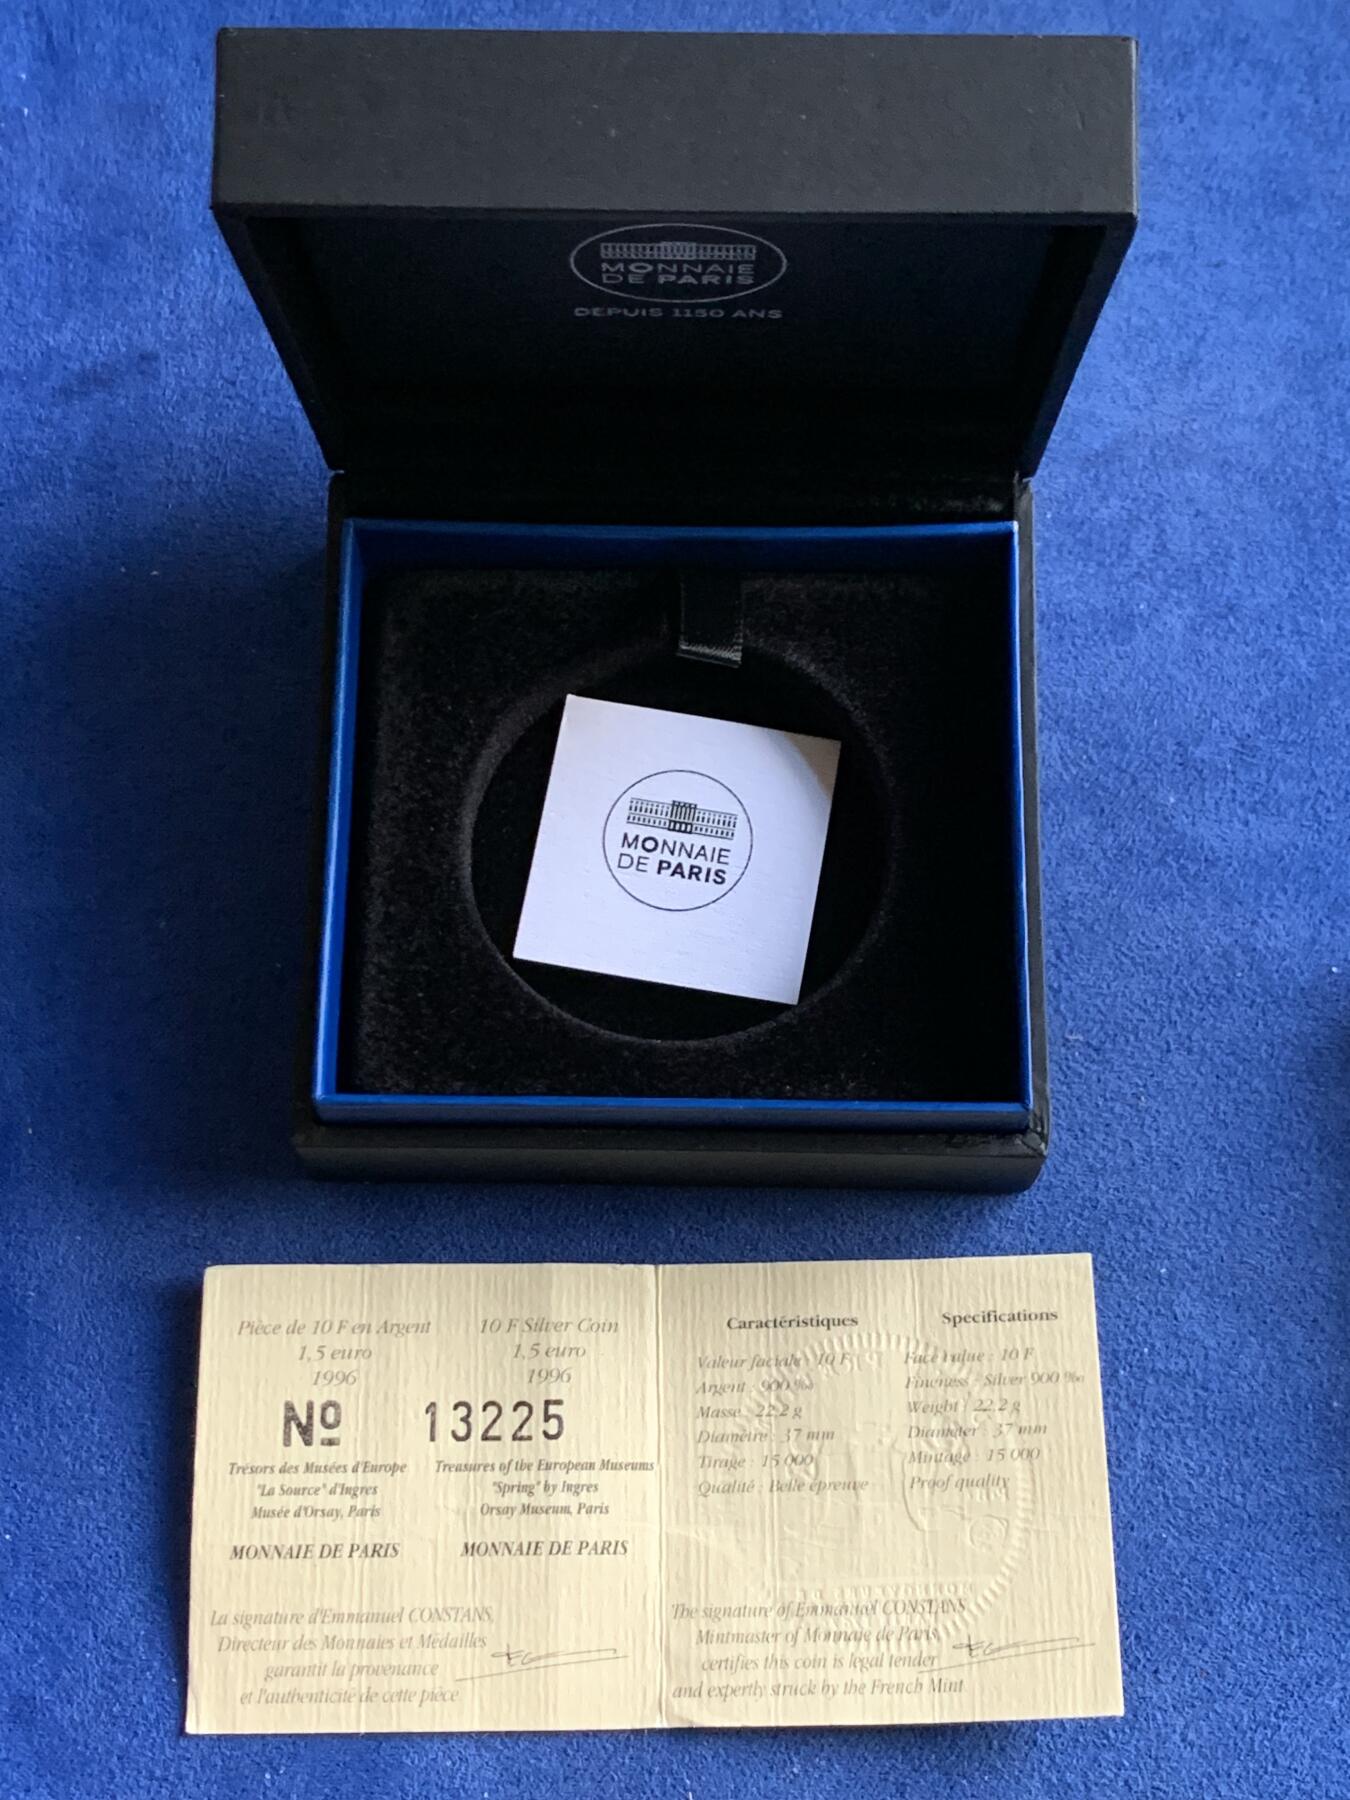 MONNAIE
DE PARIS
DEPUIS 1150 ANS
MONNAIE
DE PARIS
Pièce de 10 F en Argent
1,5 euro
1996
10 F Silver Coin
1,5 euro
1996
Nº 13225
Trésors des Musées d'Europe
"La Source" d'Ingres
Musée d'Orsay, Paris
MONNAIE DE PARIS
Treasures of the European Museums
"Spring" by Ingres
Orsay Museum, Paris
MONNAIE DE PARIS
La signature d'Emmanuel CONSTANS,
Directeur des Monnaies et Médailles
garantit la provenance
et l'authenticité de cette pièce
Caractéristiques
Valeur faciale : 10 F
Argent : 900 ‰
Masse : 22.2 g
Diamètre : 37 mm
Tirage : 15 000
Qualité : Belle épreuve
Specifications
Face value : 10 F
Fineness : Silver 900 ‰
Weight : 22.2 g
Diameter : 37 mm
Mintage : 15 000
Proof quality
The signature of Emmanuel CONSTANS,
Mintmaster of Monnaie de Paris,
certifies this coin is legal tender
and expertly struck by the French Mint